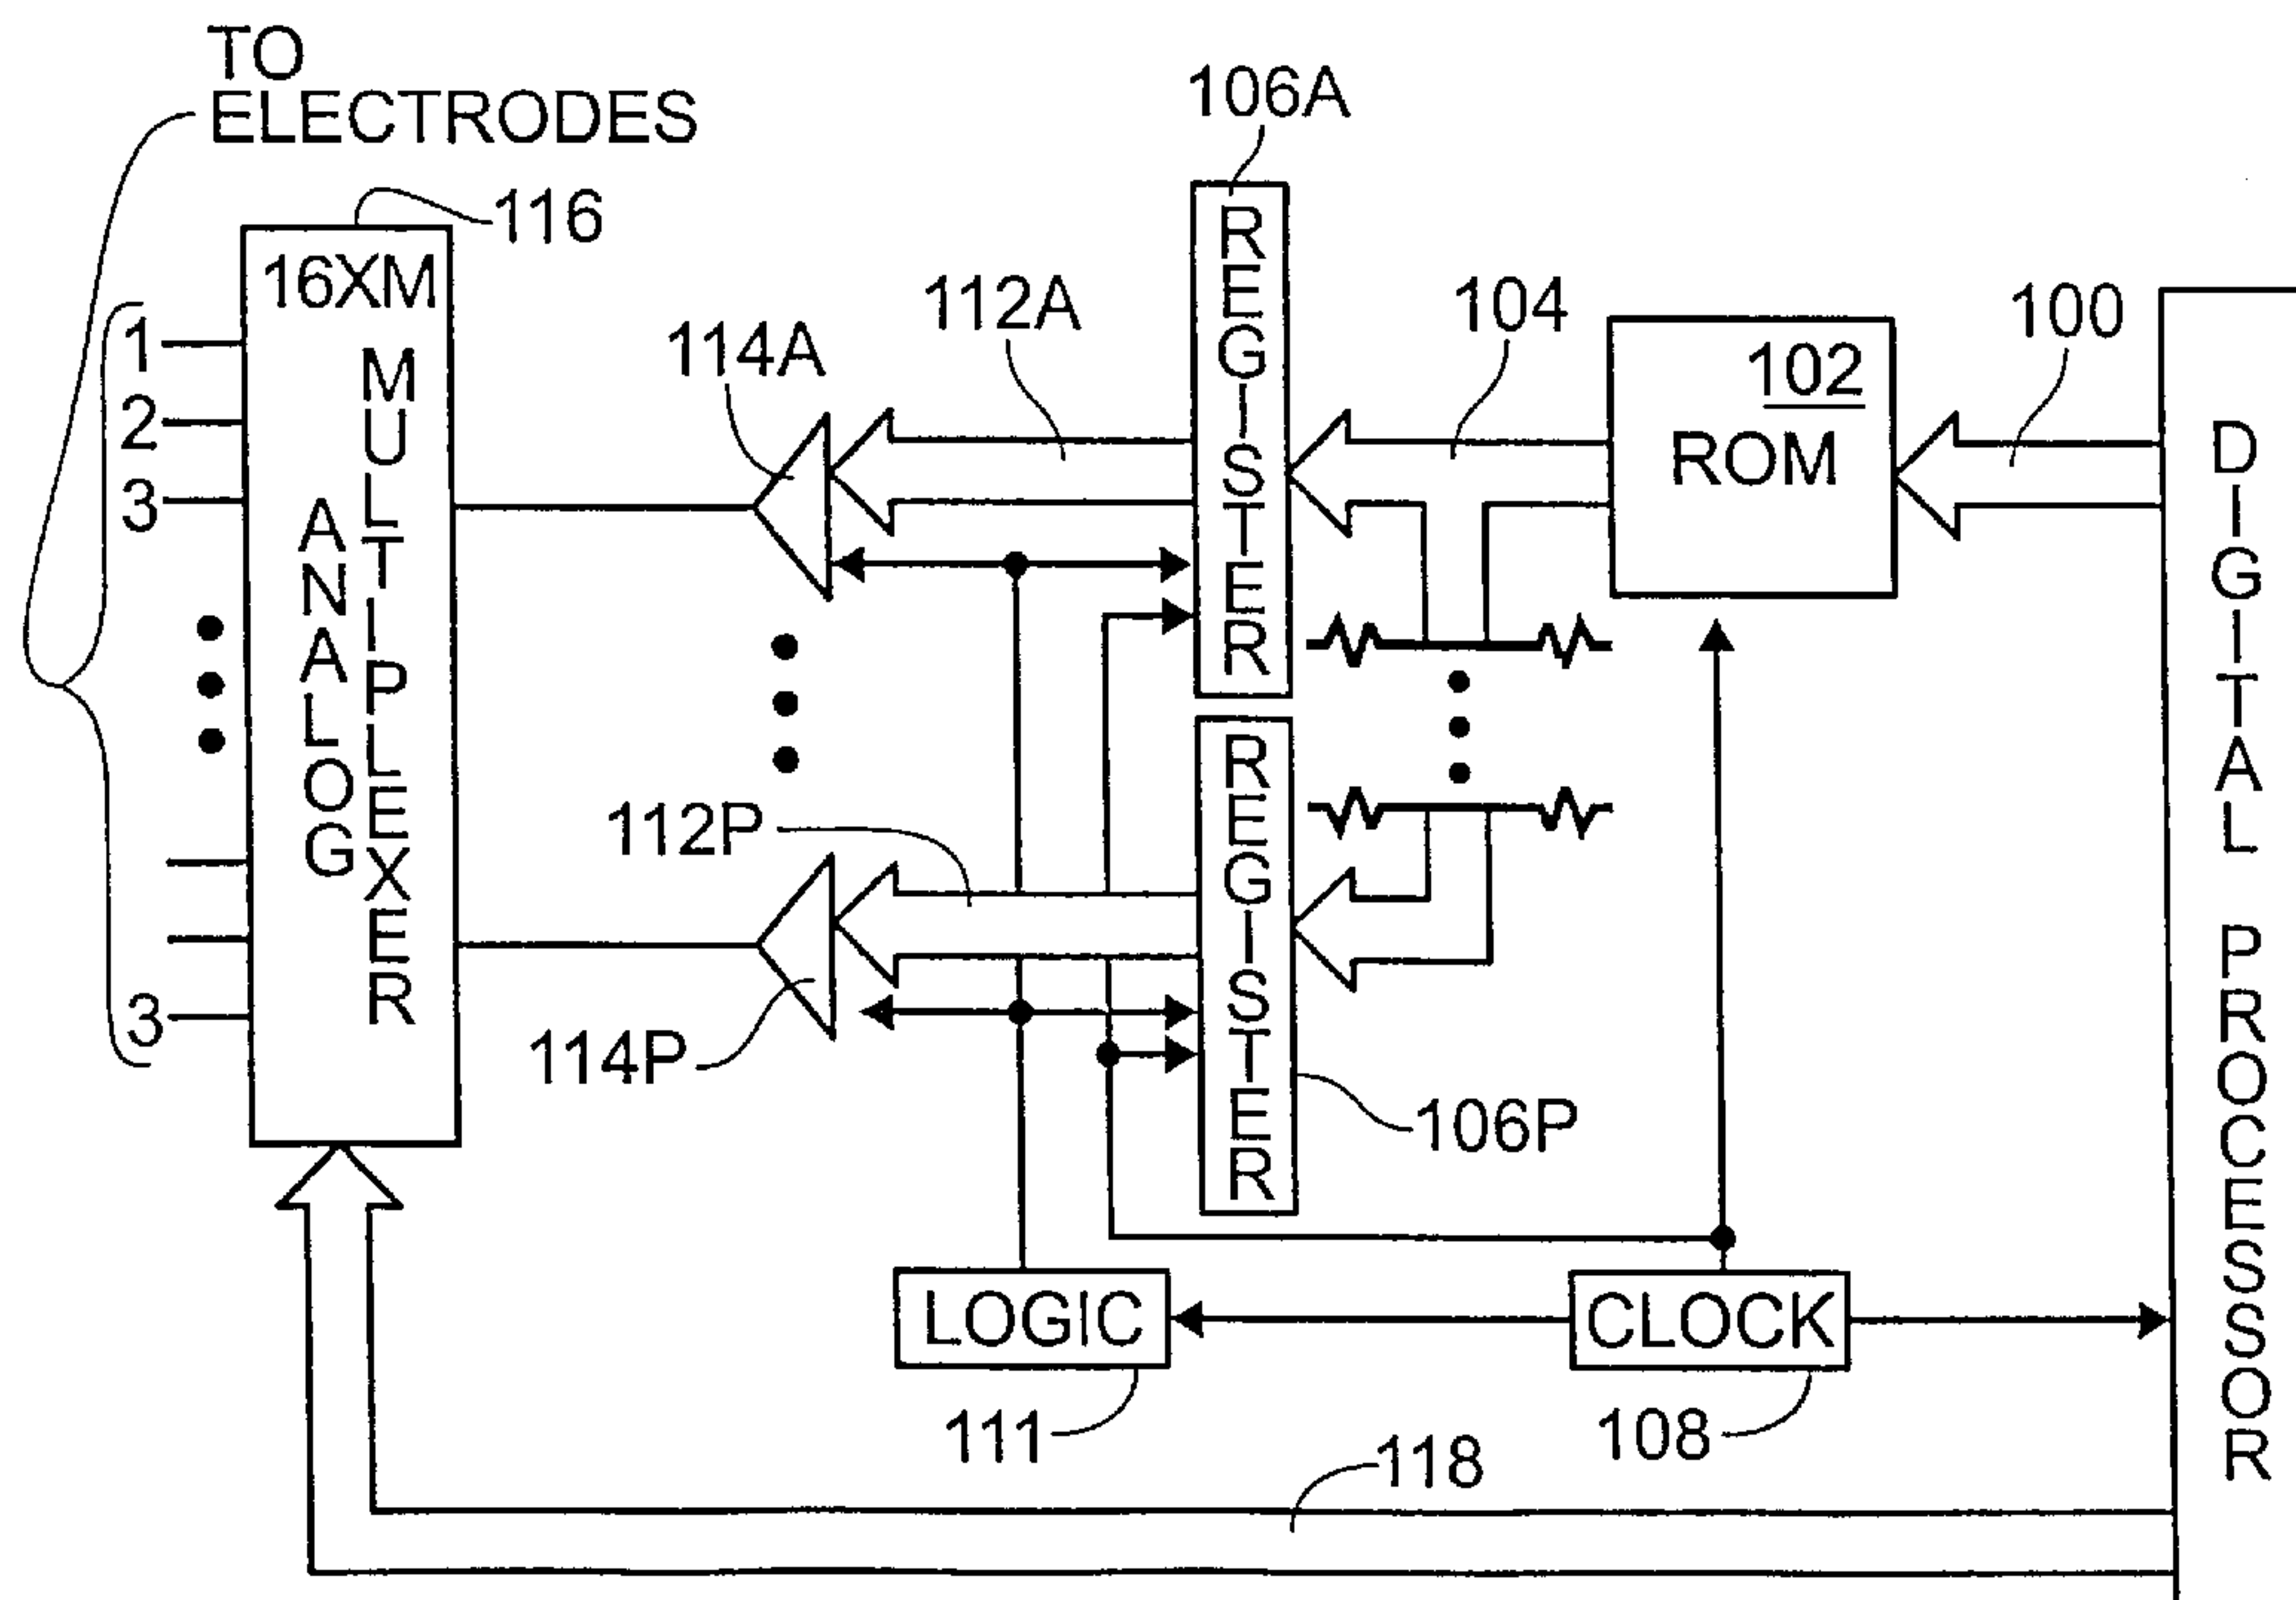 TO
ELECTRODES
116
16XM
ANALOG
MULTIPLEXER
1
2
3
3
114A
112A
106A
REGISTER
104
102
ROM
100
DIGITAL PROCESSOR
112P
114P
REGISTER
106P
LOGIC
111
CLOCK
108
118